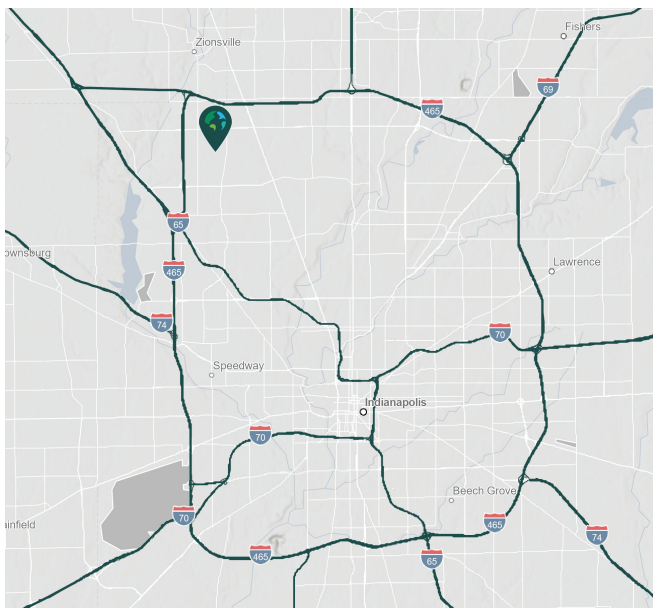 Zionsville
Fishers
69
465
65
Lawrence
ownsburg
465
74
70
Speedway
Indianapolis
70
Beech Grove
ainfield
70
465
74
465
65